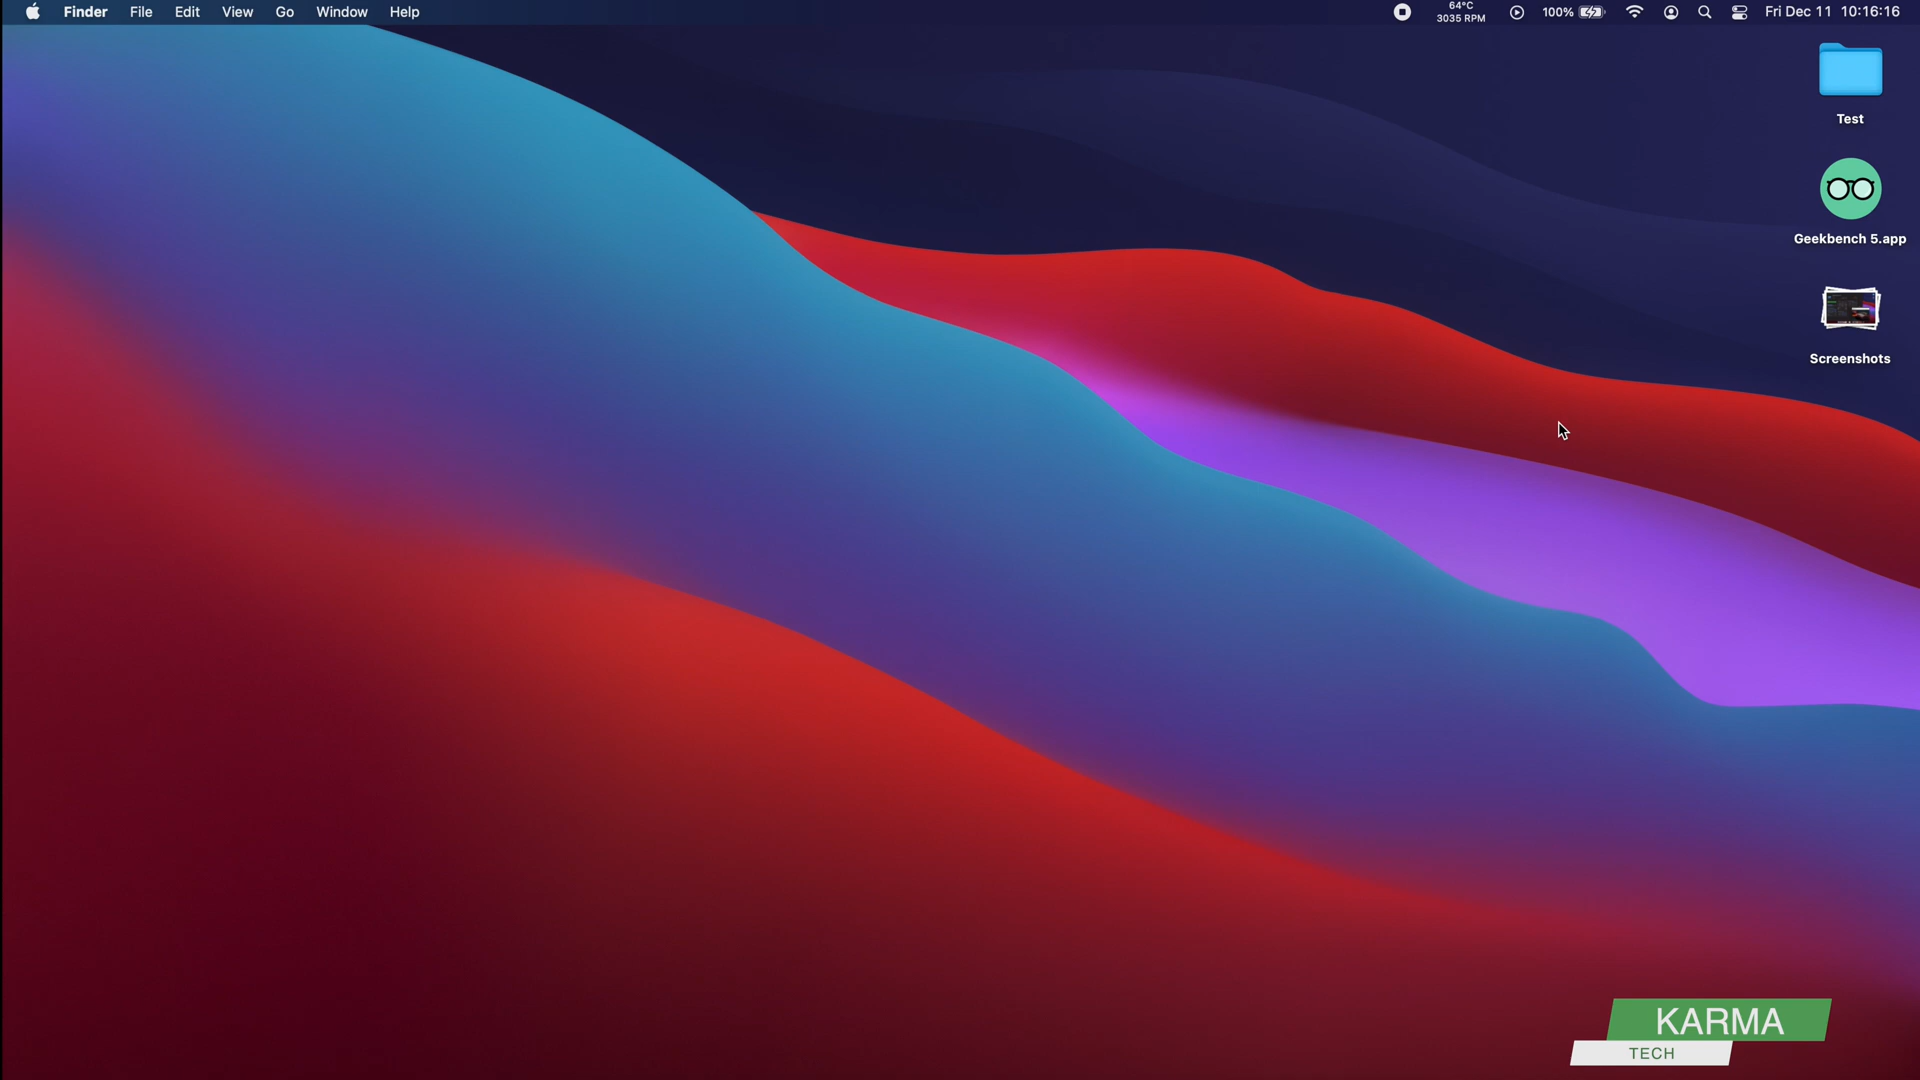 Finder File Edit View Go Window Help
64°C
3035 RPM
100%
Fri Dec 11 10:16:16
Test
Geekbench 5.app
Screenshots
KARMA
TECH